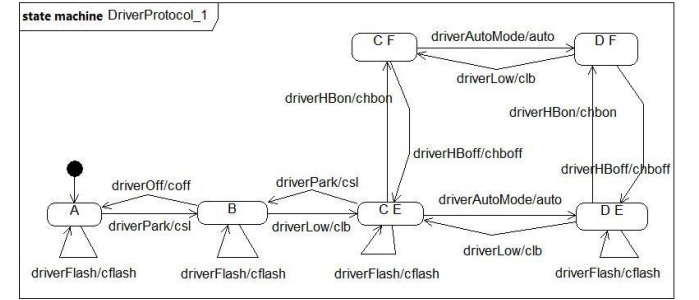 state machine DriverProtocol_1
C F
driverAutoMode/auto
D F
driverLow/clb
driverHBon/chbon
driverHBon/chbon
driverHBoff/chboff
driverHBoff/chboff
driverOff/coff
driverPark/csl
A
B
C E
driverAutoMode/auto
D E
driverPark/csl
driverLow/clb
driverLow/clb
driverFlash/cflash
driverFlash/cflash
driverFlash/cflash
driverFlash/cflash